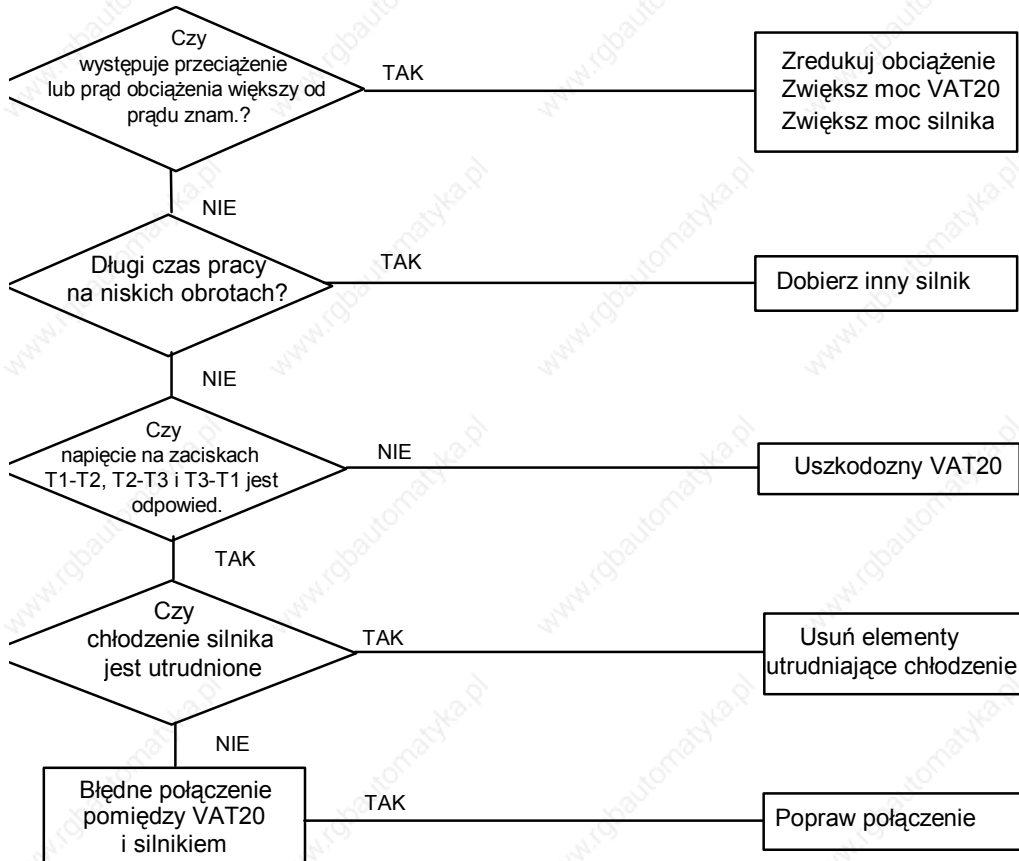 Czy
występuje przeciążenie
lub prąd obciążenia większy od
prądu znam.?
TAK
Zredukuj obciążenie
Zwiększ moc VAT20
Zwiększ moc silnika
NIE
Długi czas pracy
na niskich obrotach?
TAK
Dobierz inny silnik
NIE
Czy
napięcie na zaciskach
T1-T2, T2-T3 i T3-T1 jest
odpowied.
NIE
Uszkodozny VAT20
TAK
Czy
chłodzenie silnika
jest utrudnione
TAK
Usuń elementy
utrudniające chłodzenie
NIE
Błędne połączenie
pomiędzy VAT20
i silnikiem
TAK
Popraw połączenie
www.rgbautomatyka.pl